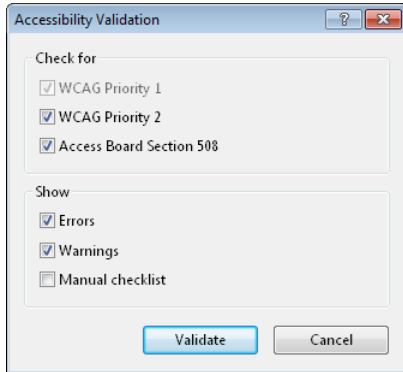 Accessibility Validation
Check for
WCAG Priority 1
WCAG Priority 2
Access Board Section 508
Show
Errors
Warnings
Manual checklist
Validate Cancel